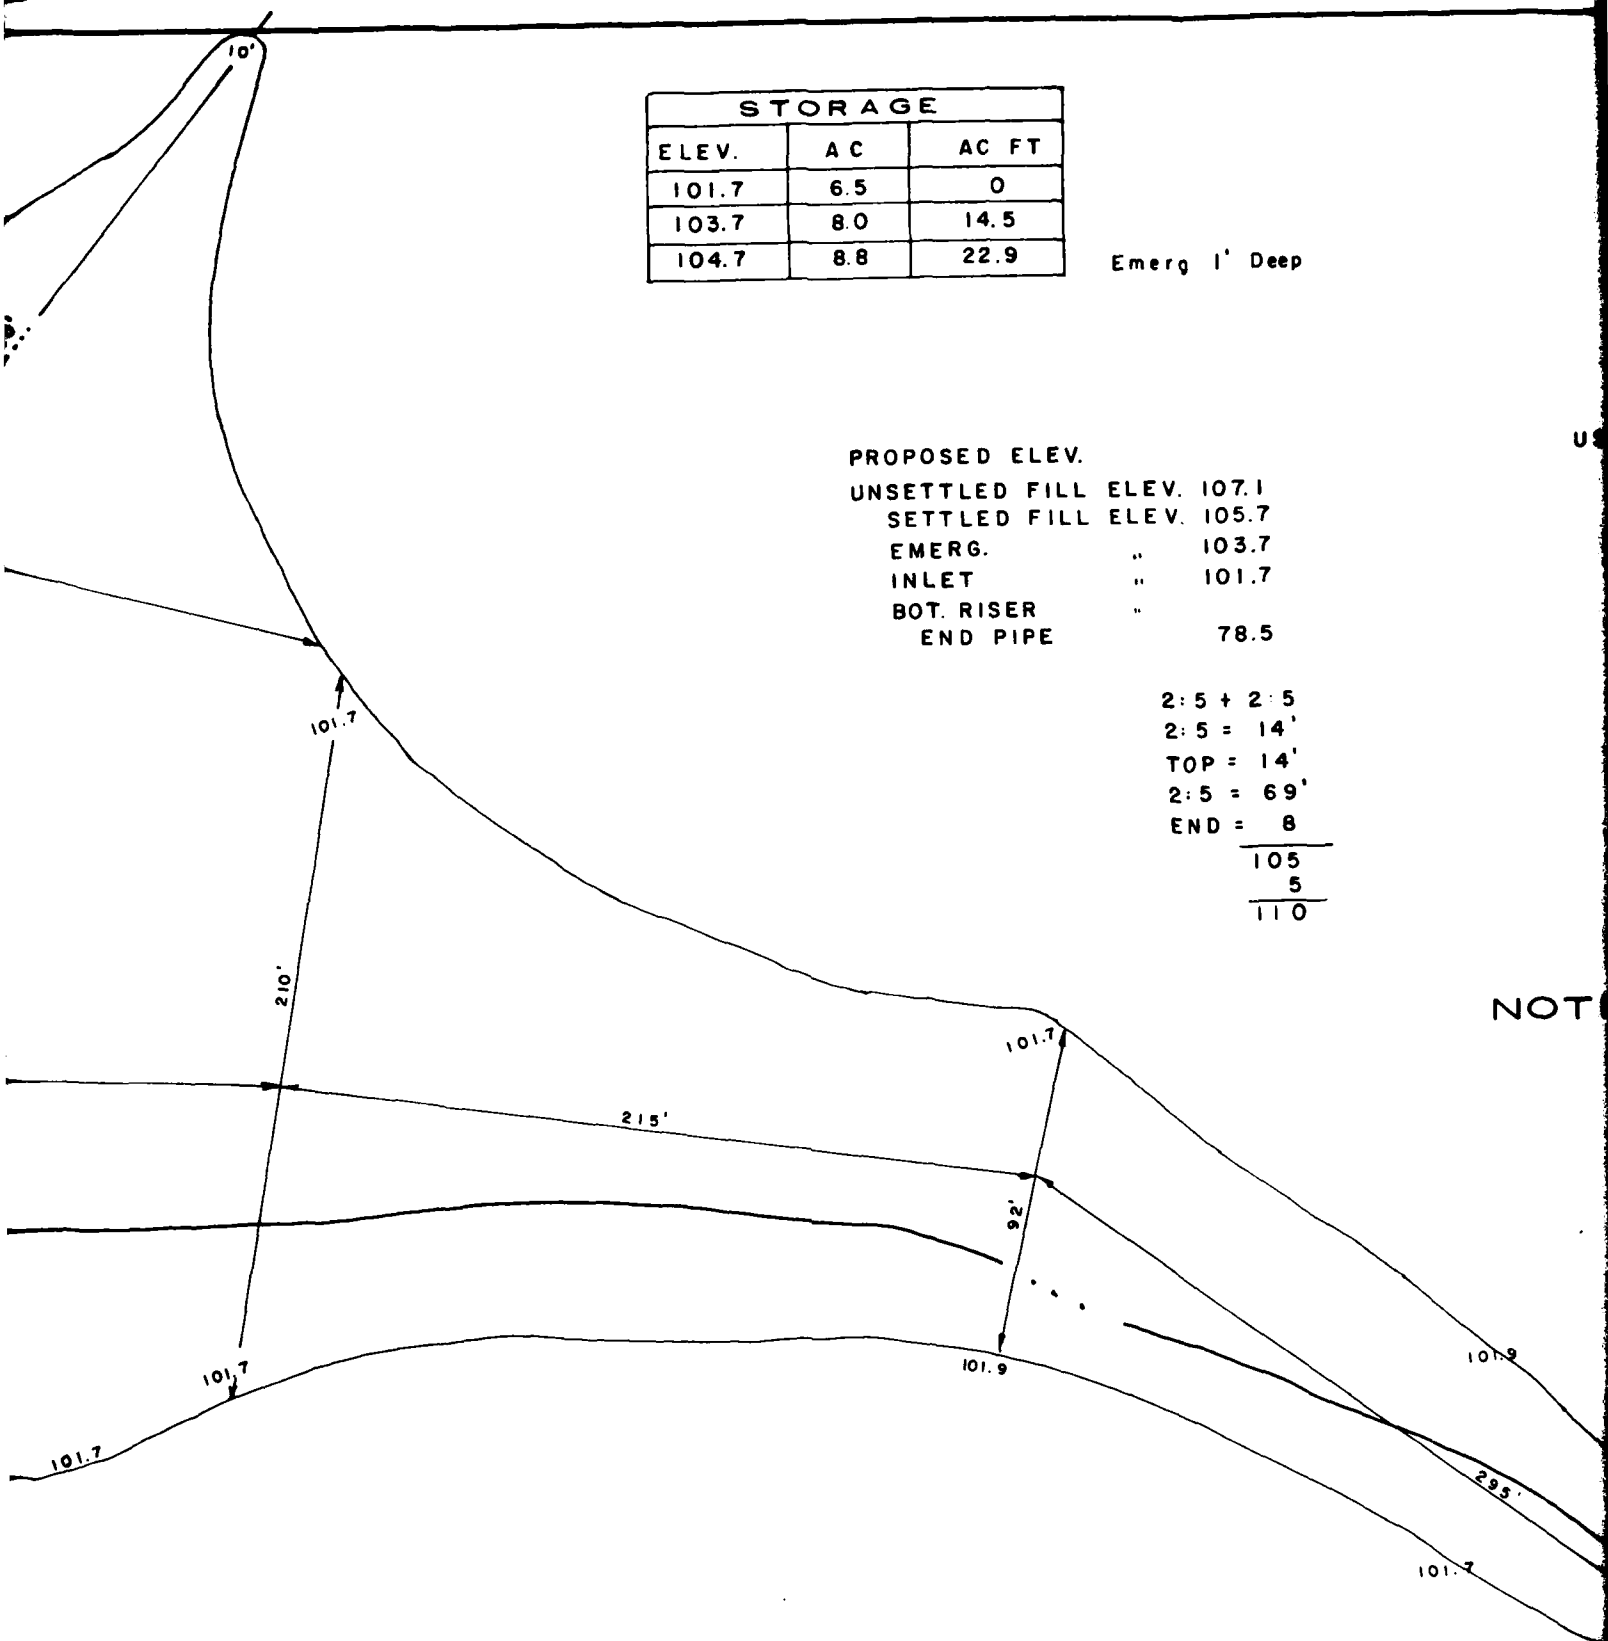 10'
STORAGE
ELEV. AC AC FT
101.7 6.5 0
103.7 8.0 14.5
104.7 8.8 22.9
Emerg 1' Deep
PROPOSED ELEV.
UNSETTLED FILL ELEV. 107.1
SETTLED FILL ELEV. 105.7
EMERG. " 103.7
INLET " 101.7
BOT. RISER "
END PIPE 78.5
2:5 + 2:5
2:5 = 14'
TOP = 14'
2:5 = 69'
END = 8
105
5
110
101.7
210'
101.7
215'
92'
101.7
101.9
101.9
101.7
295'
101.7